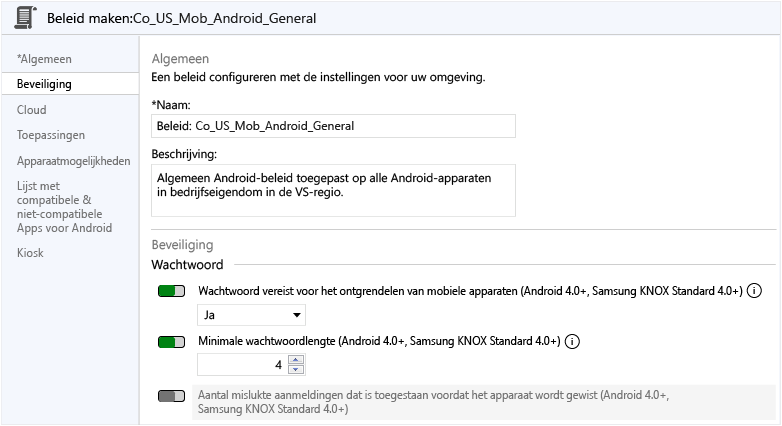 Beleid maken:Co_US_Mob_Android_General
*Algemeen
Beveiliging
Cloud
Toepassingen
Apparaatmogelijkheden
Lijst met
compatibele &
niet-compatibele
Apps voor Android
Kiosk
Algemeen
Een beleid configureren met de instellingen voor uw omgeving.
*Naam:
Beleid: Co_US_Mob_Android_General
Beschrijving:
Algemeen Android-beleid toegepast op alle Android-apparaten
in bedrijfseigendom in de VS-regio.
Beveiliging
Wachtwoord
Wachtwoord vereist voor het ontgrendelen van mobiele apparaten (Android 4.0+, Samsung KNOX Standard 4.0+)
Ja
Minimale wachtwoordlengte (Android 4.0+, Samsung KNOX Standard 4.0+)
4
Aantal mislukte aanmeldingen dat is toegestaan voordat het apparaat wordt gewist (Android 4.0+,
Samsung KNOX Standard 4.0+)